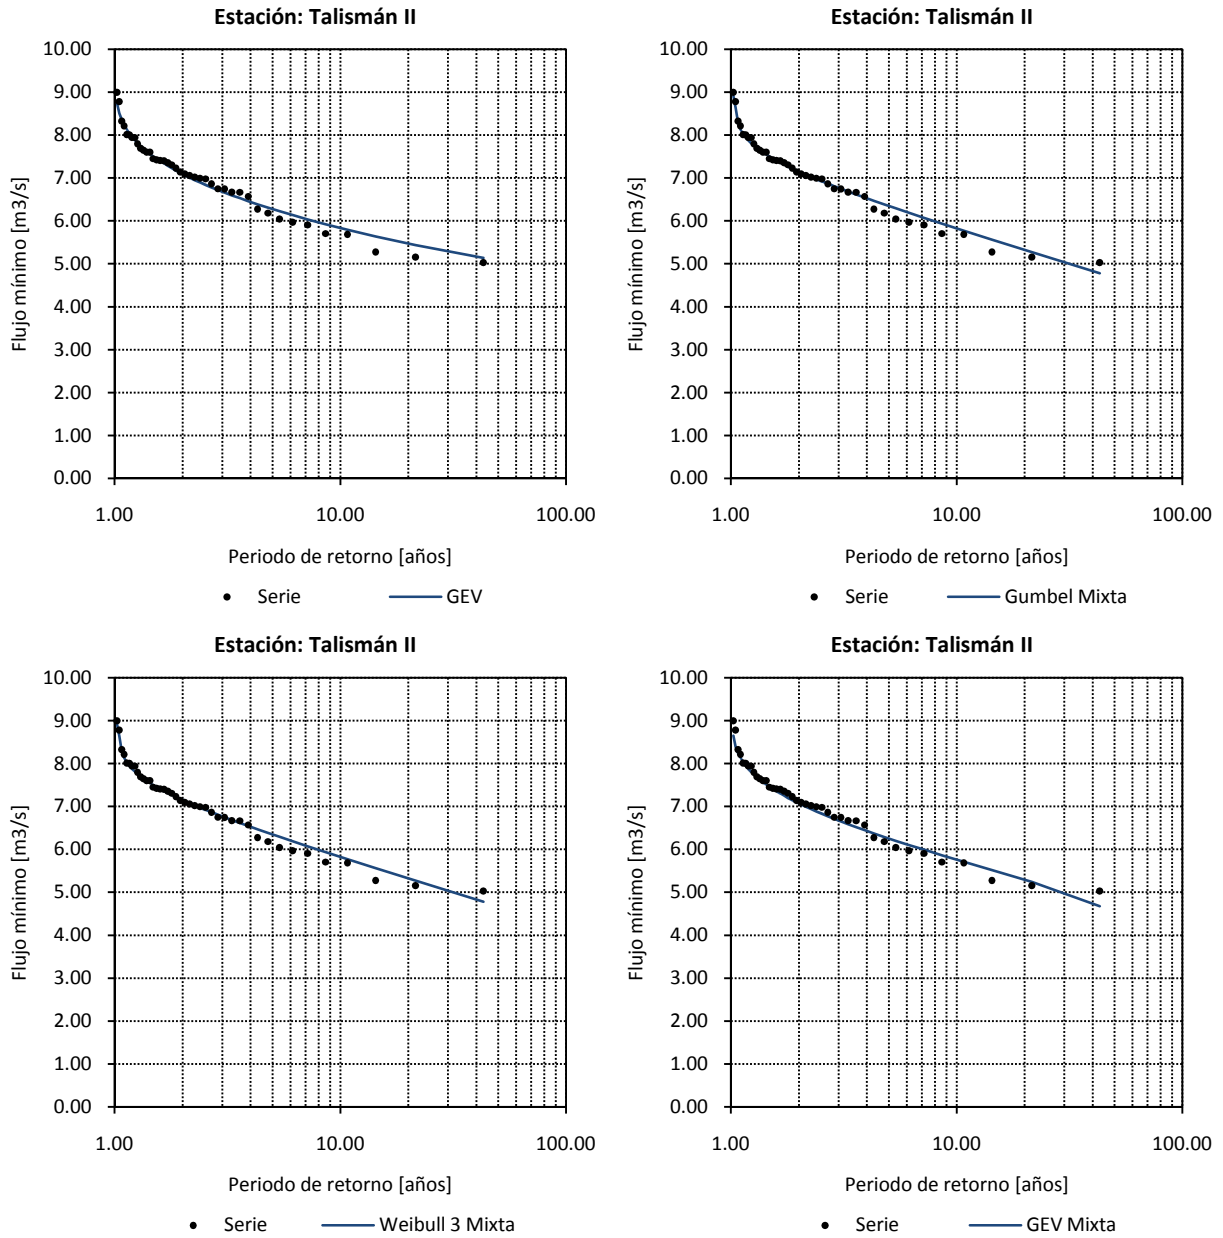 Estación: Talismán II
10.00
9.00
8.00
7.00
6.00
5.00
4.00
3.00
2.00
1.00
0.00
Flujo mínimo [m3/s]
1.00 10.00 100.00
Periodo de retorno [años]
Serie GEV
Estación: Talismán II
10.00
9.00
8.00
7.00
6.00
5.00
4.00
3.00
2.00
1.00
0.00
Flujo mínimo [m3/s]
1.00 10.00 100.00
Periodo de retorno [años]
Serie Gumbel Mixta
Estación: Talismán II
10.00
9.00
8.00
7.00
6.00
5.00
4.00
3.00
2.00
1.00
0.00
Flujo mínimo [m3/s]
1.00 10.00 100.00
Periodo de retorno [años]
Serie Weibull 3 Mixta
Estación: Talismán II
10.00
9.00
8.00
7.00
6.00
5.00
4.00
3.00
2.00
1.00
0.00
Flujo mínimo [m3/s]
1.00 10.00 100.00
Periodo de retorno [años]
Serie GEV Mixta